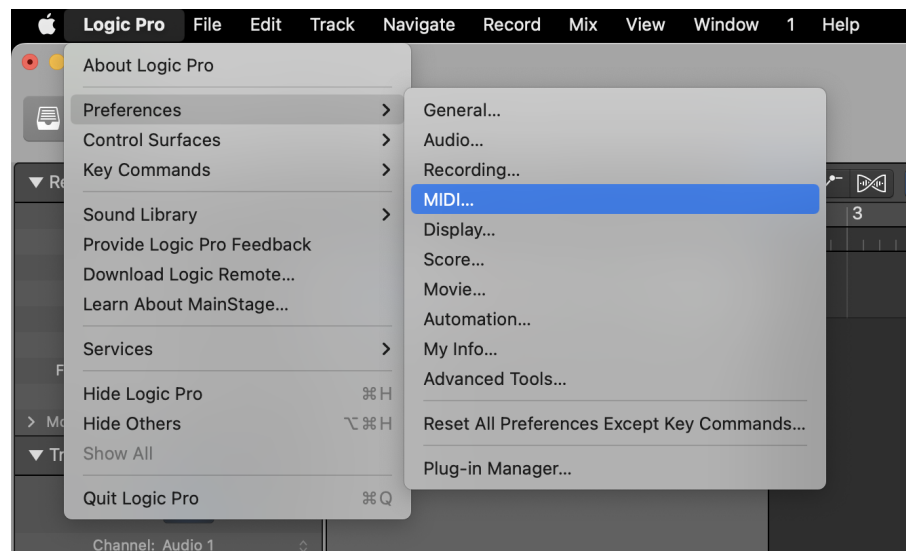 Logic Pro File Edit Track Navigate Record Mix View Window 1 Help
About Logic Pro
Preferences
Control Surfaces
Key Commands
Sound Library
Provide Logic Pro Feedback
Download Logic Remote...
Learn About MainStage...
Services
Hide Logic Pro ⌘H
Hide Others ⌥⌘H
Show All
Quit Logic Pro ⌘Q
General...
Audio...
Recording...
MIDI...
Display...
Score...
Movie...
Automation...
My Info...
Advanced Tools...
Reset All Preferences Except Key Commands...
Plug-in Manager...
3
Channel: Audio 1